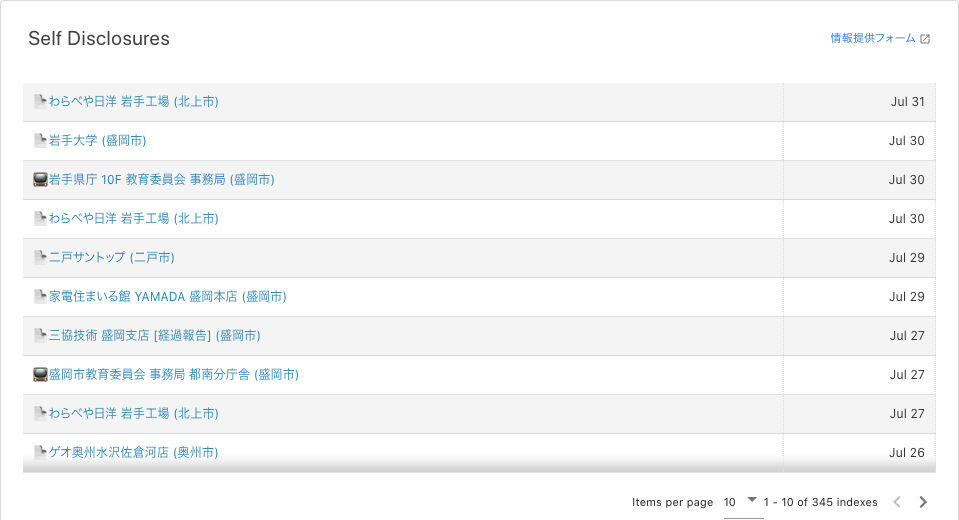 Self Disclosures
情報提供フォーム
わらべや日洋 岩手工場 (北上市) Jul 31
岩手大学 (盛岡市) Jul 30
岩手県庁 10F 教育委員会 事務局 (盛岡市) Jul 30
わらべや日洋 岩手工場 (北上市) Jul 30
二戸サントップ (二戸市) Jul 29
家電住まいる館 YAMADA 盛岡本店 (盛岡市) Jul 29
三協技術 盛岡支店 [経過報告] (盛岡市) Jul 27
盛岡市教育委員会 事務局 都南分庁舎 (盛岡市) Jul 27
わらべや日洋 岩手工場 (北上市) Jul 27
ゲオ奥州水沢佐倉河店 (奥州市) Jul 26
Items per page 10 1 - 10 of 345 indexes